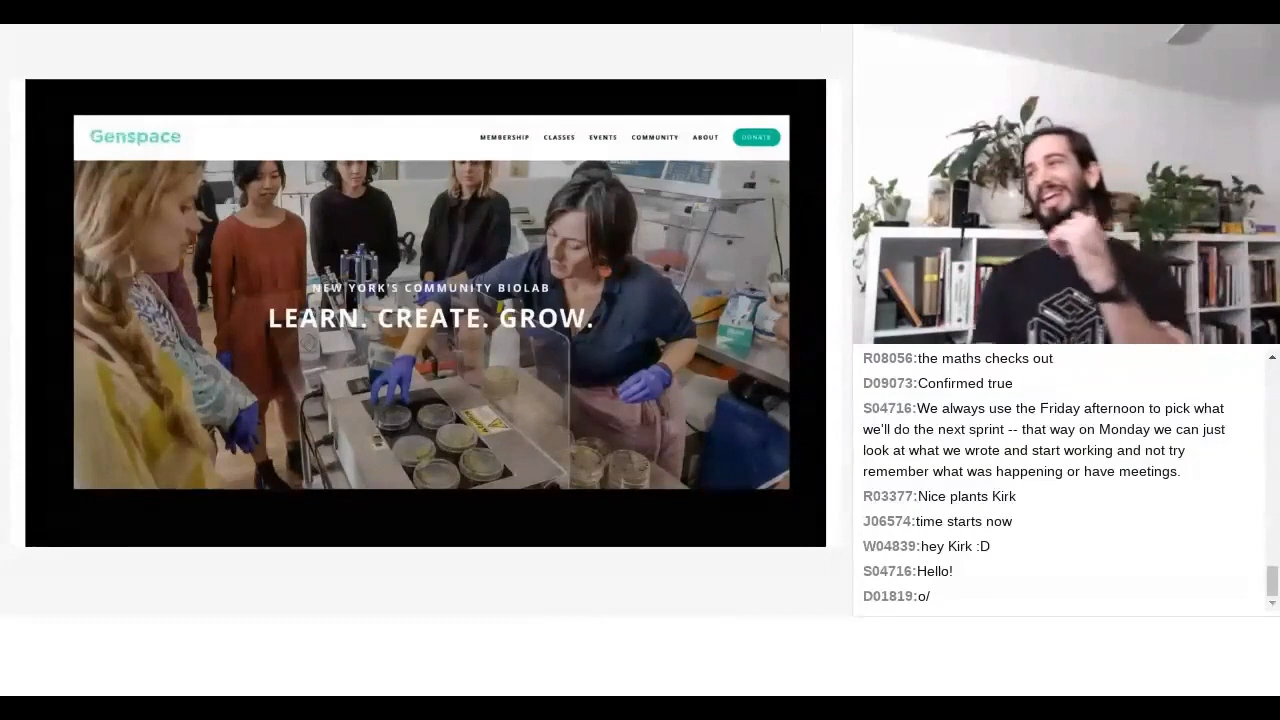 Genspace
MEMBERSHIP CLASSES EVENTS COMMUNITY ABOUT DONATE
NEW YORK'S COMMUNITY BIOLAB
LEARN. CREATE. GROW.
R08056:the maths checks out
D09073:Confirmed true
S04716:We always use the Friday afternoon to pick what
we'll do the next sprint -- that way on Monday we can just
look at what we wrote and start working and not try
remember what was happening or have meetings.
R03377:Nice plants Kirk
J06574:time starts now
W04839:hey Kirk :D
S04716:Hello!
D01819:o/